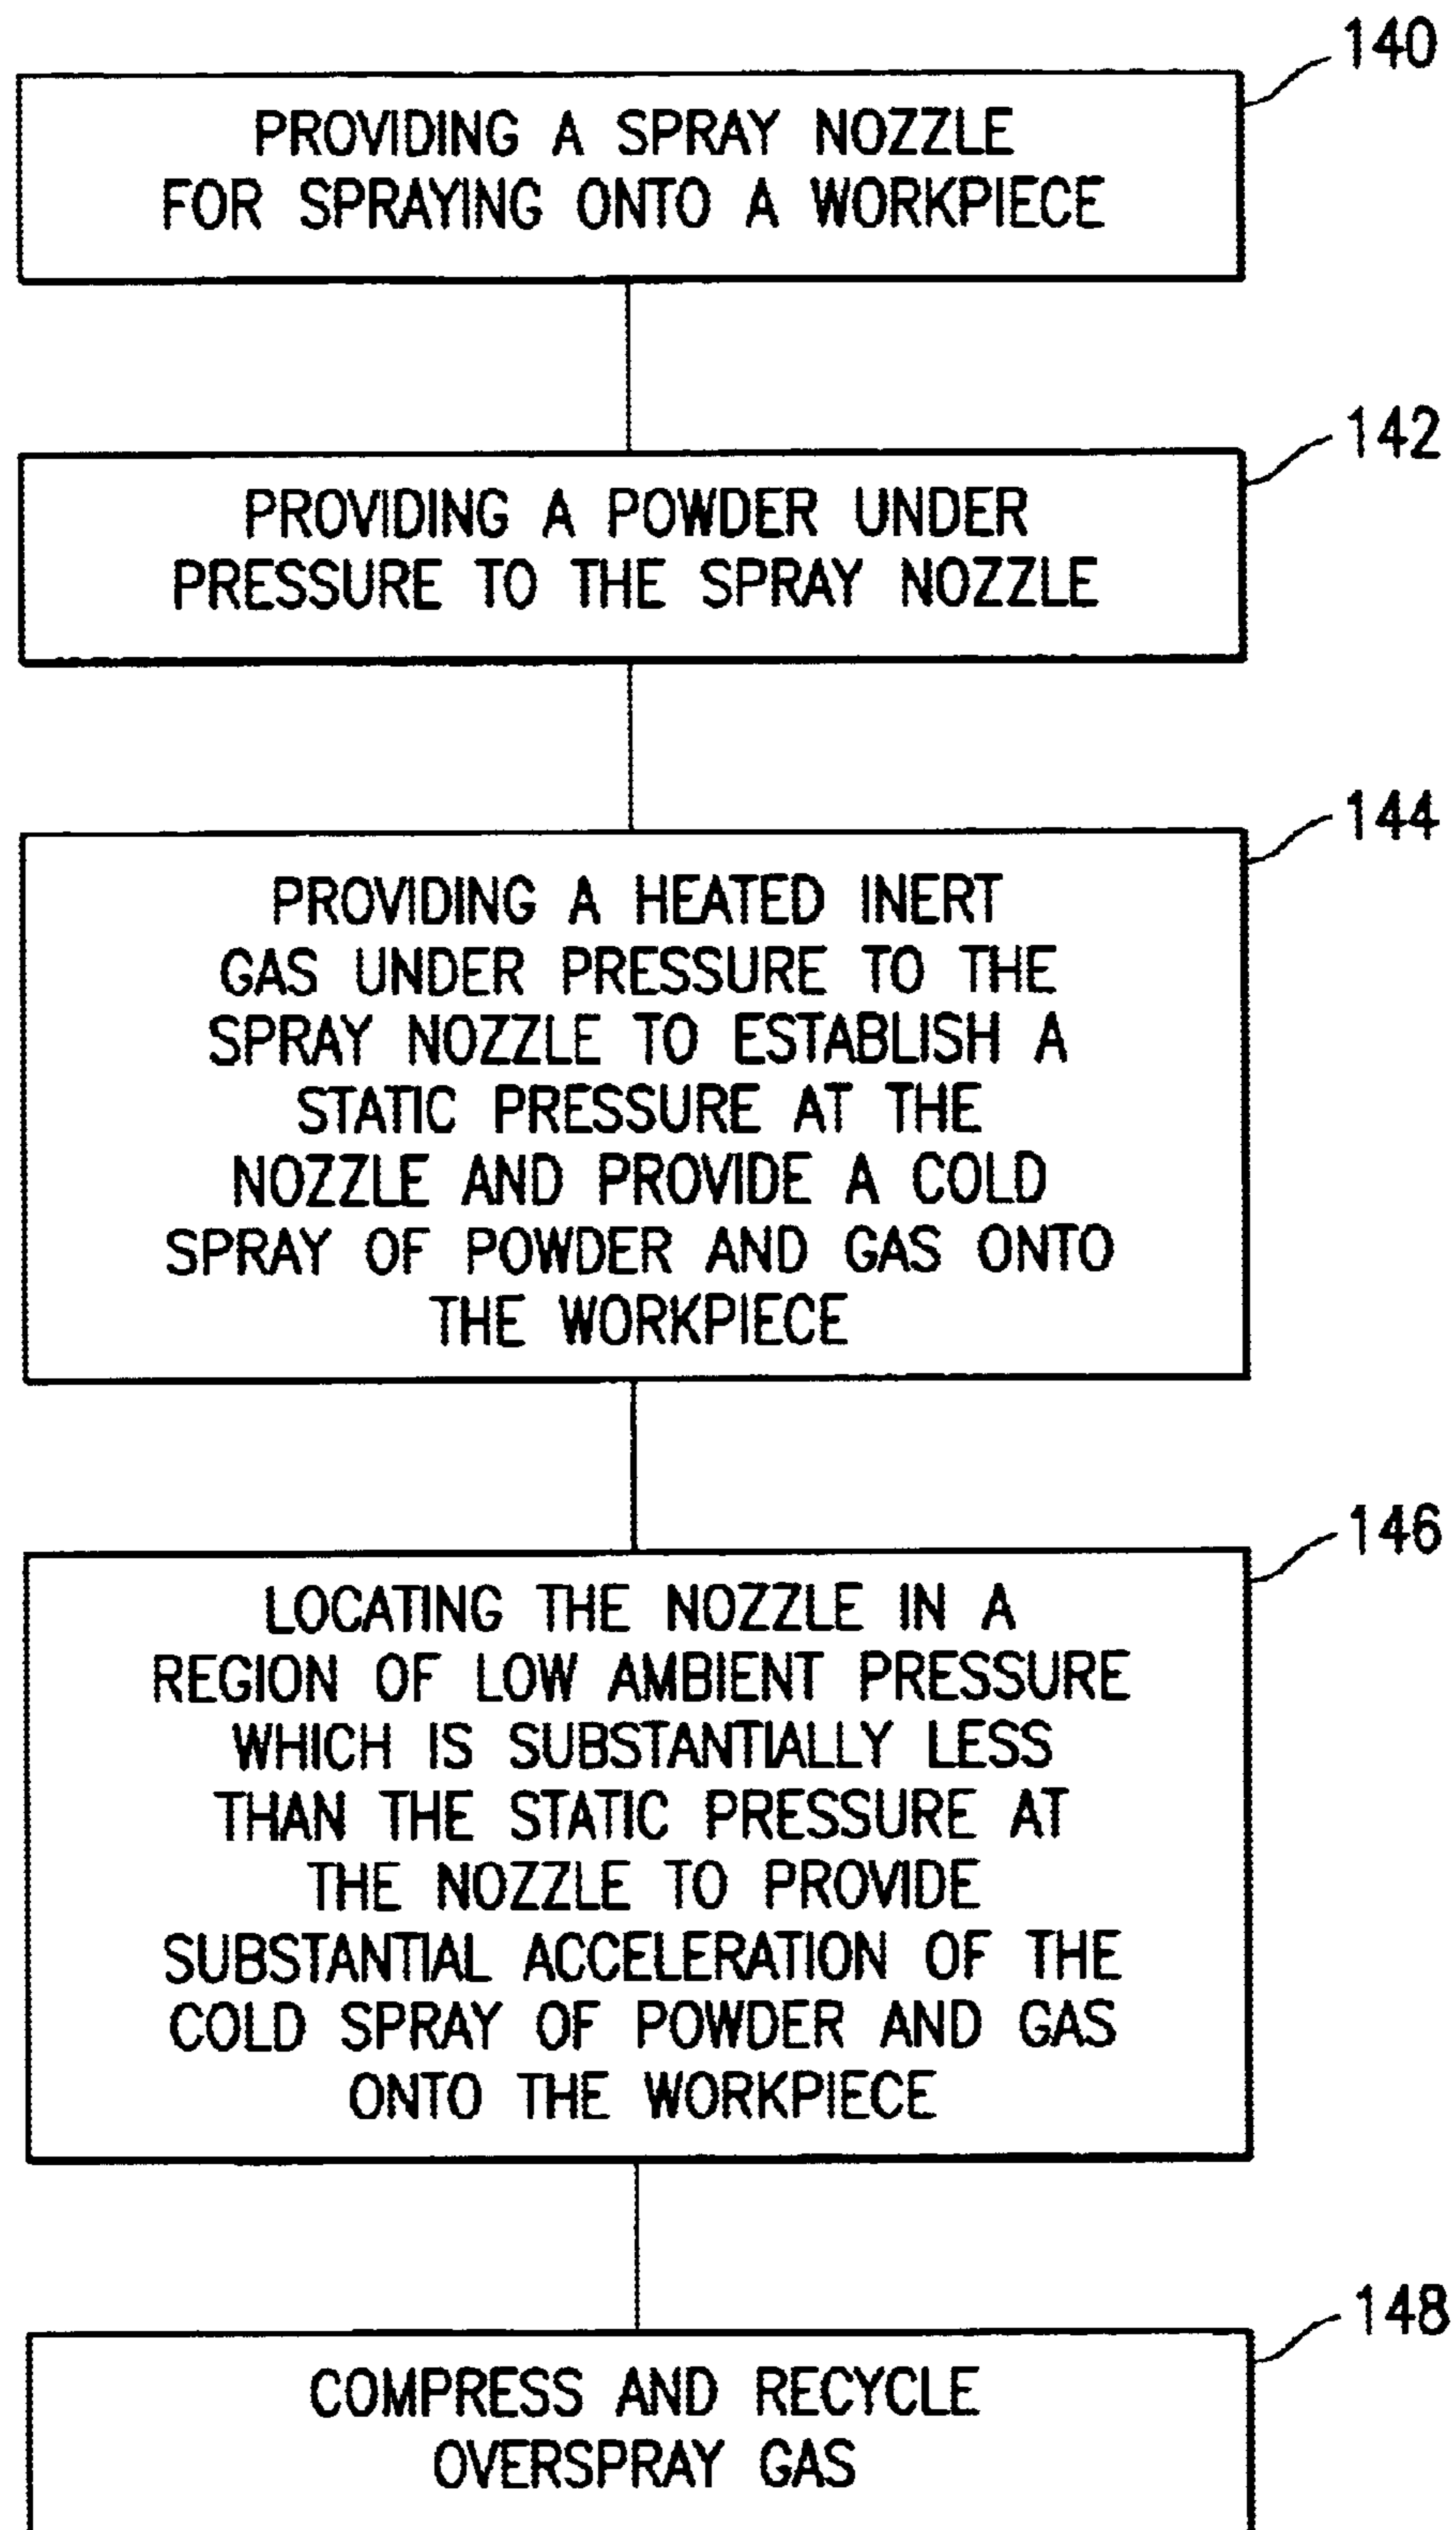 140
PROVIDING A SPRAY NOZZLE
FOR SPRAYING ONTO A WORKPIECE
142
PROVIDING A POWDER UNDER
PRESSURE TO THE SPRAY NOZZLE
144
PROVIDING A HEATED INERT
GAS UNDER PRESSURE TO THE
SPRAY NOZZLE TO ESTABLISH A
STATIC PRESSURE AT THE
NOZZLE AND PROVIDE A COLD
SPRAY OF POWDER AND GAS ONTO
THE WORKPIECE
146
LOCATING THE NOZZLE IN A
REGION OF LOW AMBIENT PRESSURE
WHICH IS SUBSTANTIALLY LESS
THAN THE STATIC PRESSURE AT
THE NOZZLE TO PROVIDE
SUBSTANTIAL ACCELERATION OF THE
COLD SPRAY OF POWDER AND GAS
ONTO THE WORKPIECE
148
COMPRESS AND RECYCLE
OVERSPRAY GAS